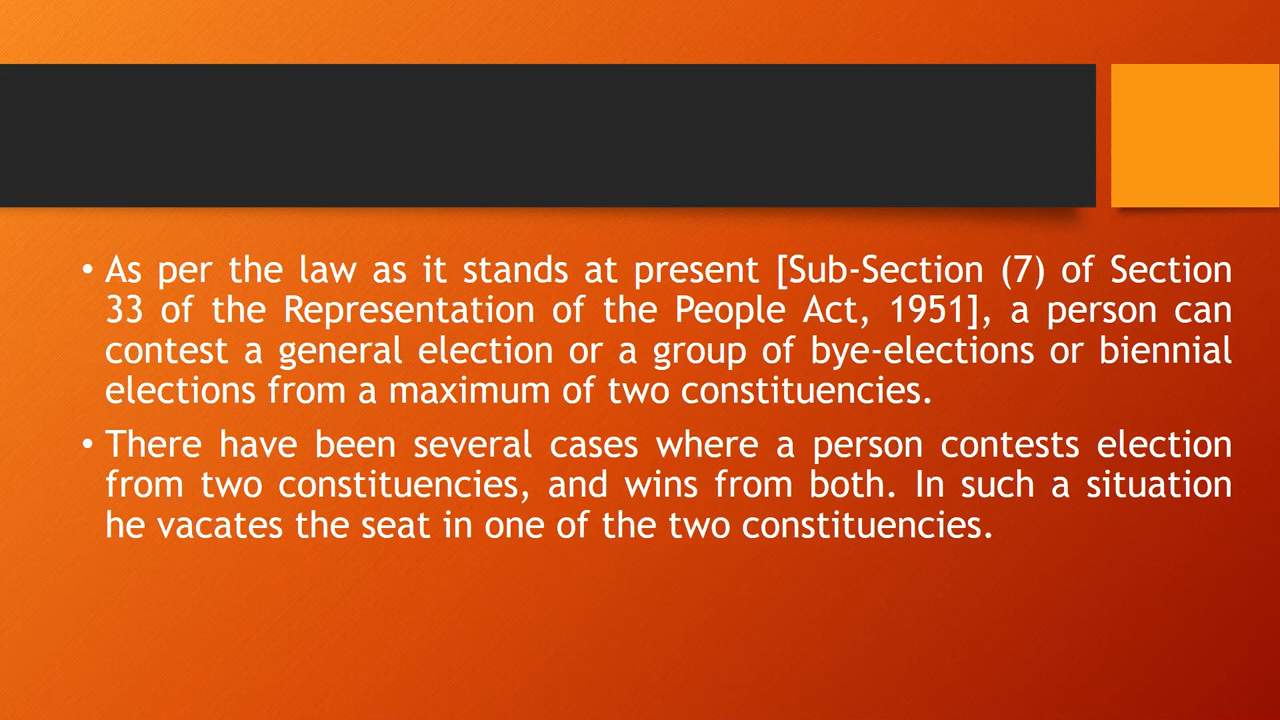 • As per the law as it stands at present [Sub-Section (7) of Section
33 of the Representation of the People Act, 1951], a person can
contest a general election or a group of bye-elections or biennial
elections from a maximum of two constituencies.
• There have been several cases where a person contests election
from two constituencies, and wins from both. In such a situation
he vacates the seat in one of the two constituencies.